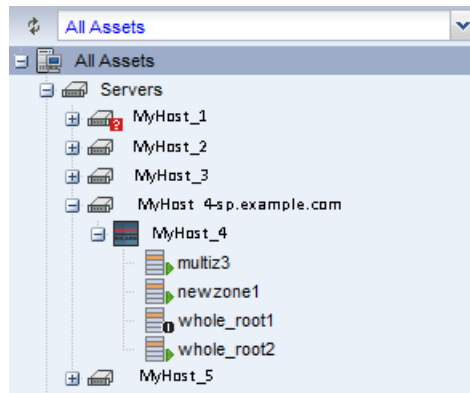 All Assets
All Assets
Servers
MyHost_1
MyHost_2
MyHost_3
MyHost 4-sp.example.com
MyHost_4
multiz3
newzone1
whole_root1
whole_root2
MyHost_5